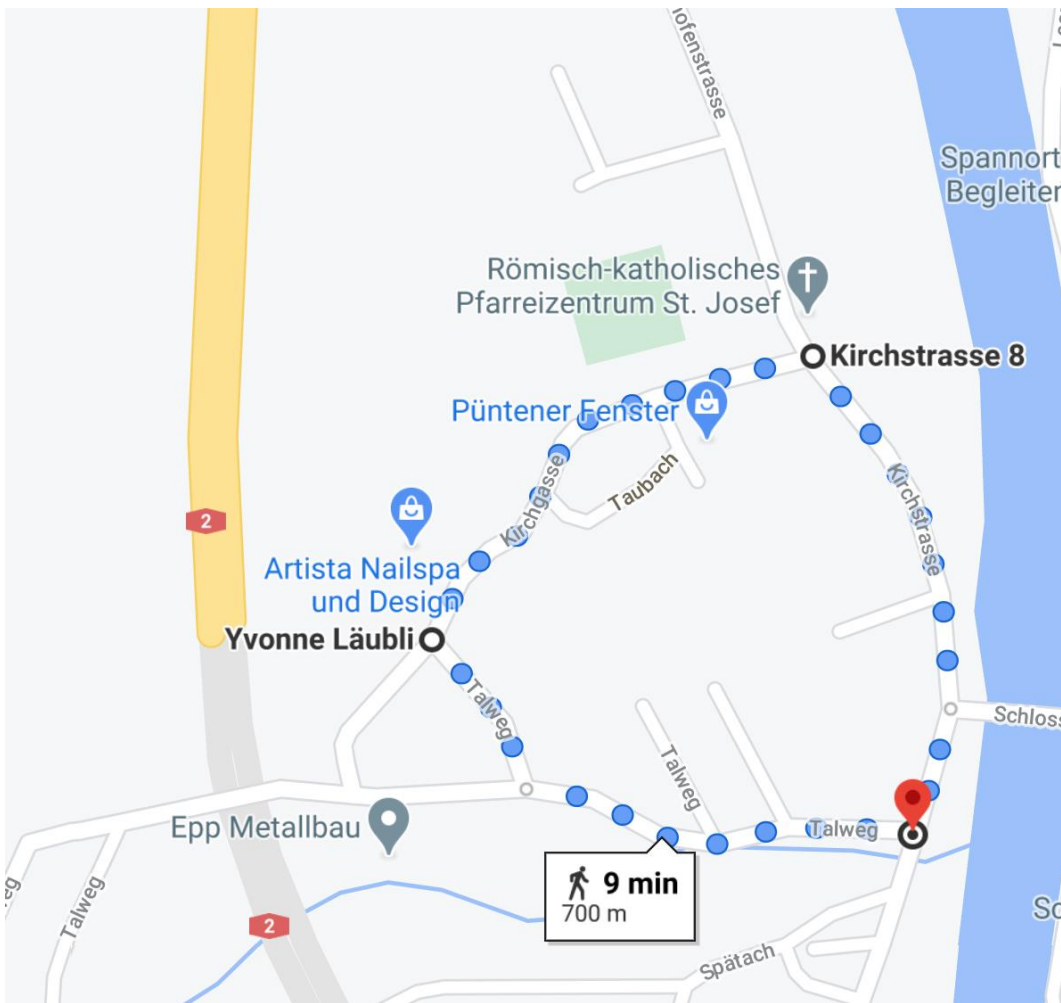 ofenstrasse
Spannort
Begleiter
Römisch-katholisches
Pfarreizentrum St. Josef
Kirchstrasse 8
Püntener Fenster
Taubach
Kirchgasse
Kirchstrasse
2
Artista Nailspa
und Design
Yvonne Läubli
Talweg
Schloss
Talweg
Talweg
Epp Metallbau
9 min
700 m
Talweg
2
Spätach